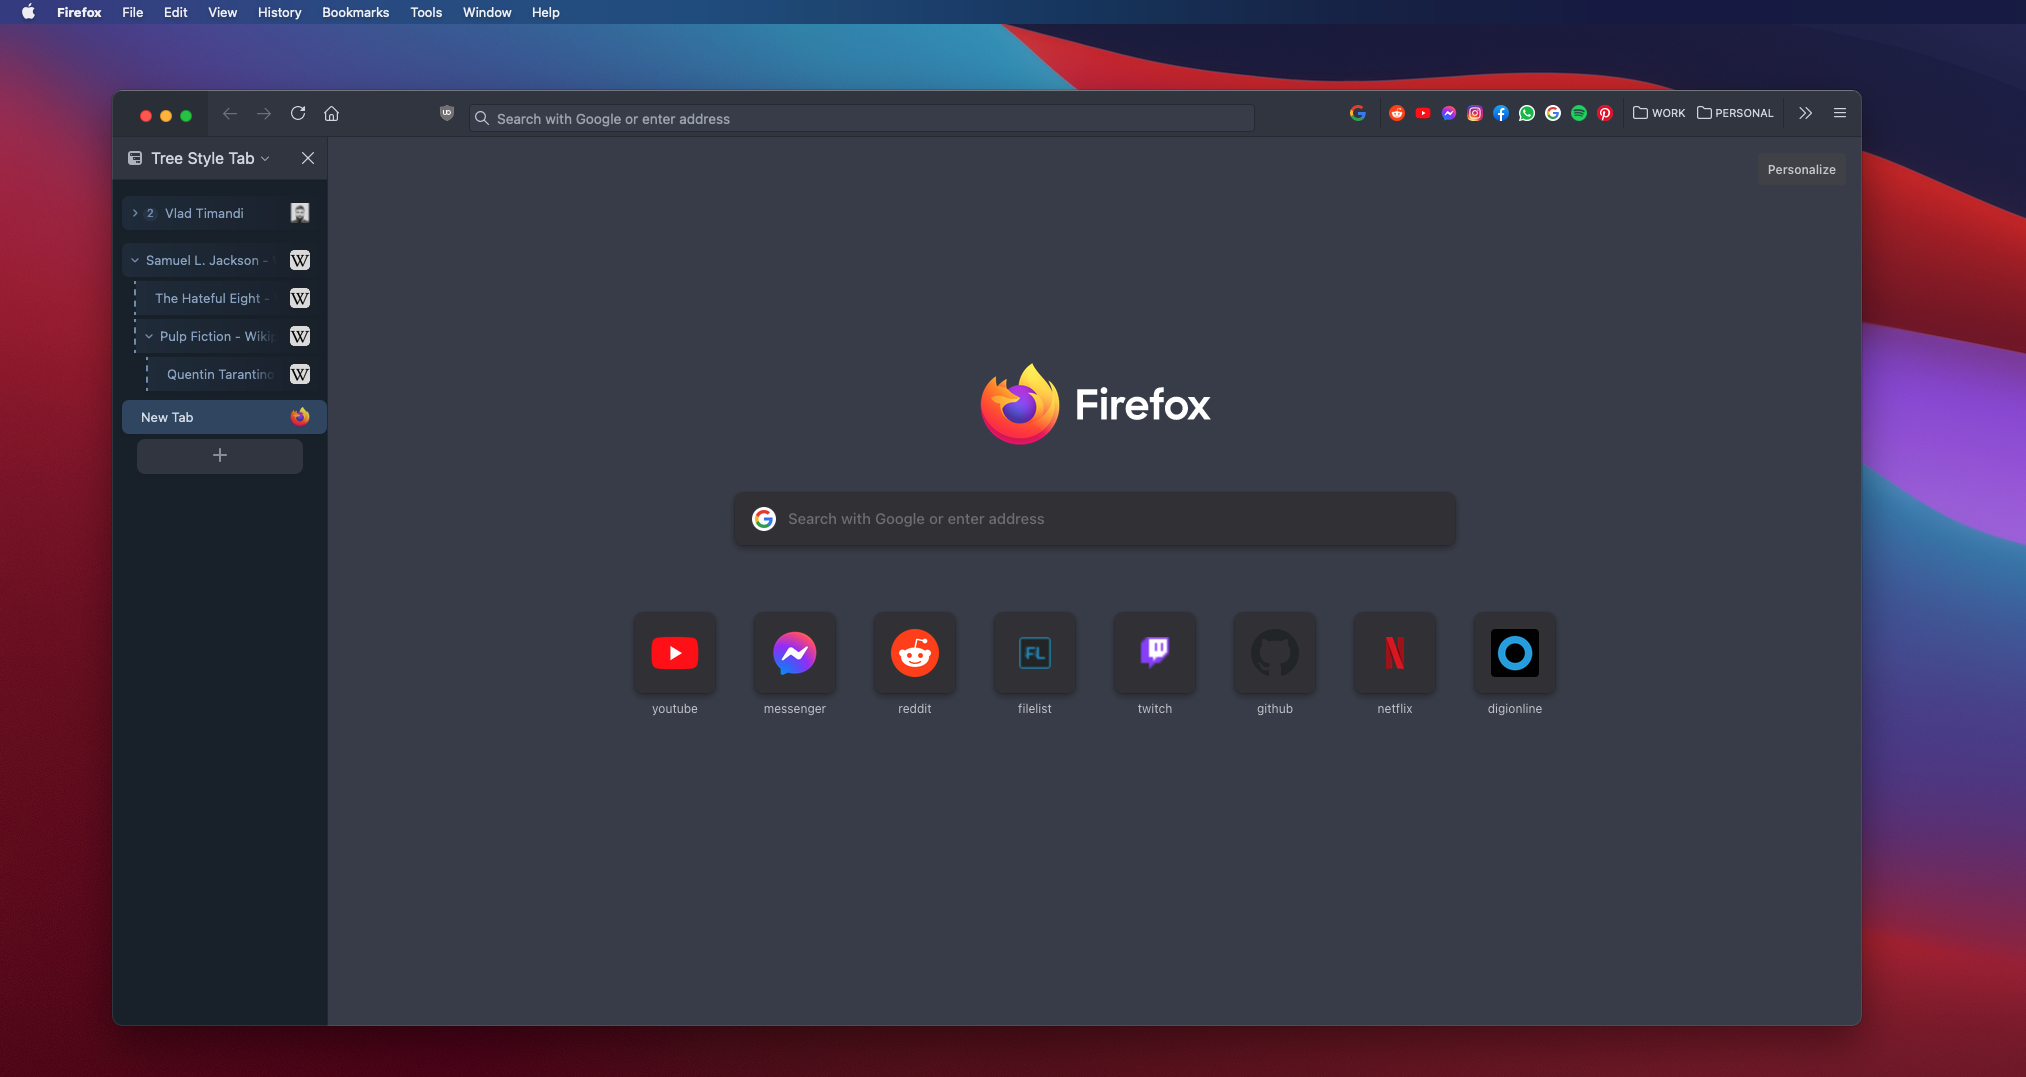 Firefox File Edit View History Bookmarks Tools Window Help
Search with Google or enter address
WORK PERSONAL
Tree Style Tab
Personalize
2 Vlad Timandi
Samuel L. Jackson -
The Hateful Eight -
Pulp Fiction - Wikip
Quentin Tarantino
New Tab
Firefox
Search with Google or enter address
FL
youtube messenger reddit filelist twitch github netflix digionline